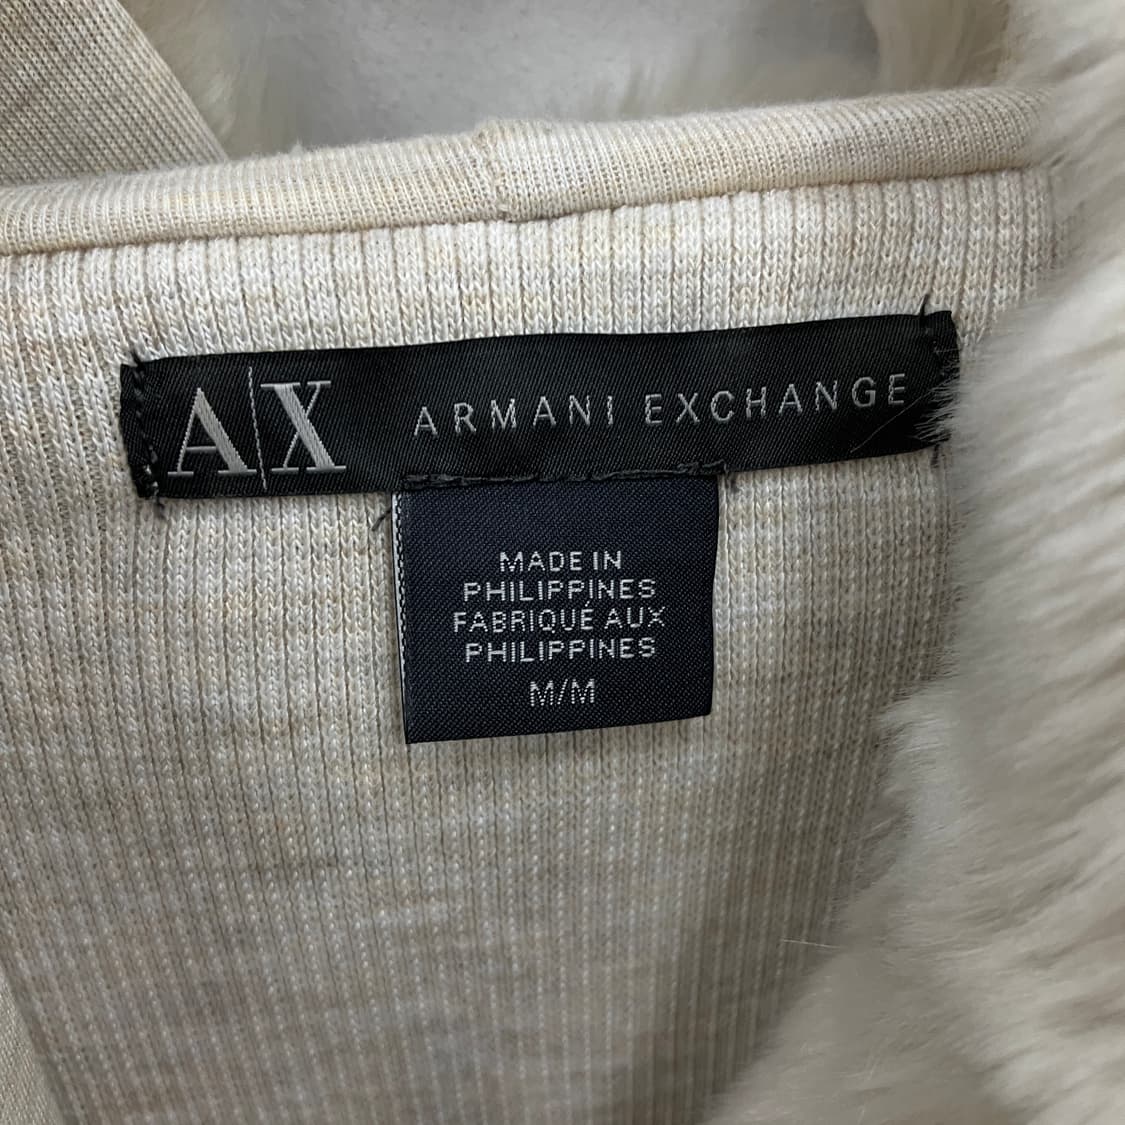 A|X ARMANI EXCHANGE
MADE IN
PHILIPPINES
FABRIQUÉ AUX
PHILIPPINES
M/M